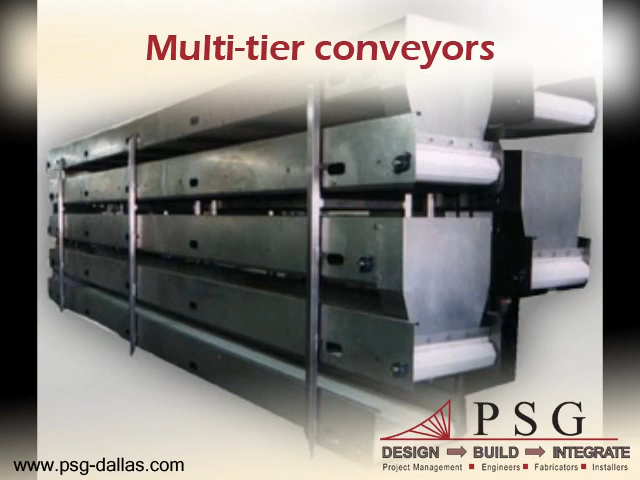 Multi-tier conveyors
PSG
DESIGN ➡ BUILD ➡ INTEGRATE
Project Management ■ Engineers ■ Fabricators ■ Installers
www.psg-dallas.com